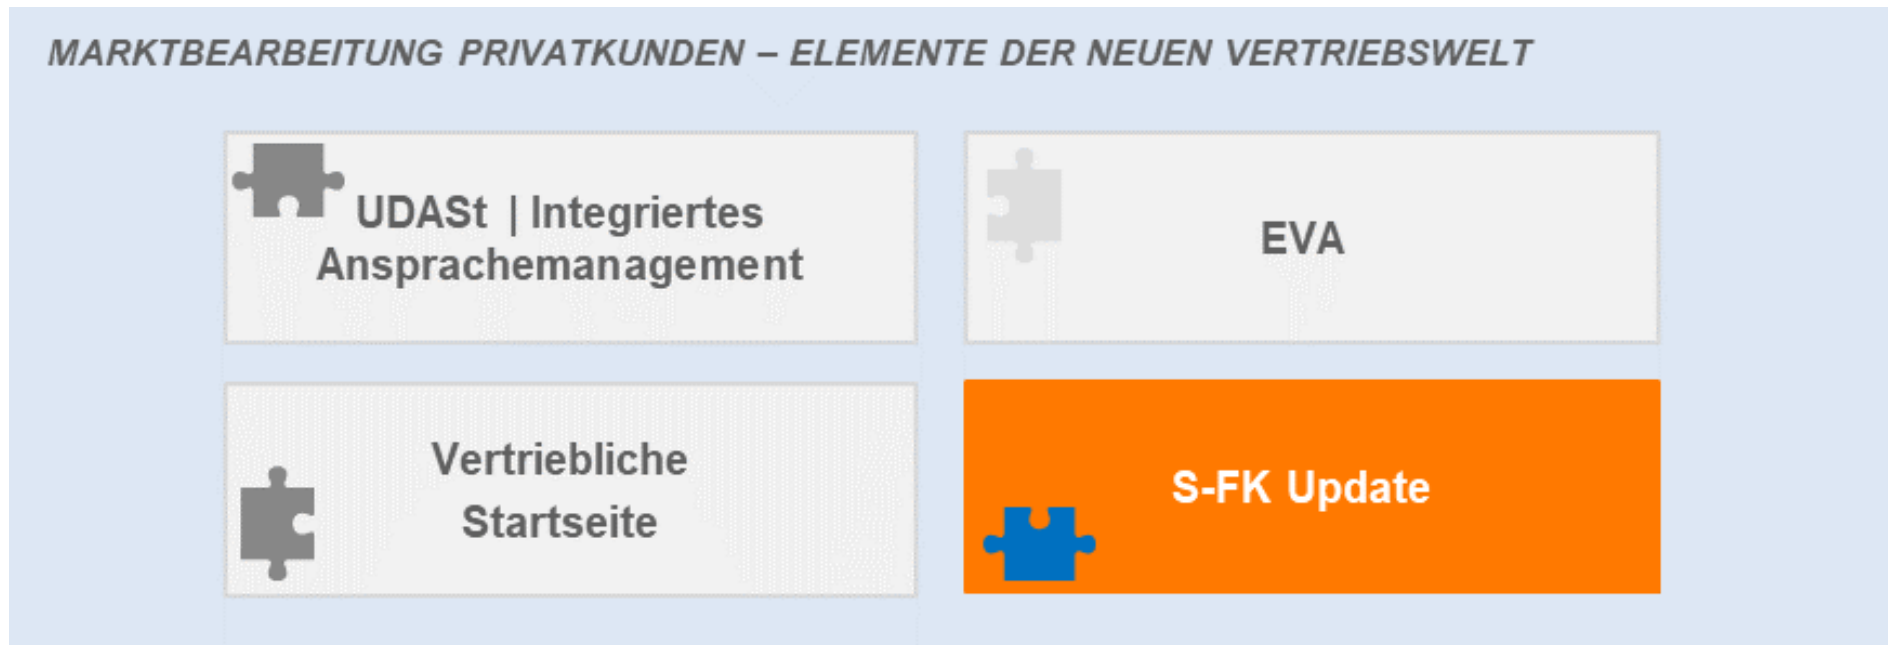 MARKTBEARBEITUNG PRIVATKUNDEN – ELEMENTE DER NEUEN VERTRIEBSWELT
UDASt | Integriertes
Ansprachemanagement
EVA
Vertriebliche
Startseite
S-FK Update